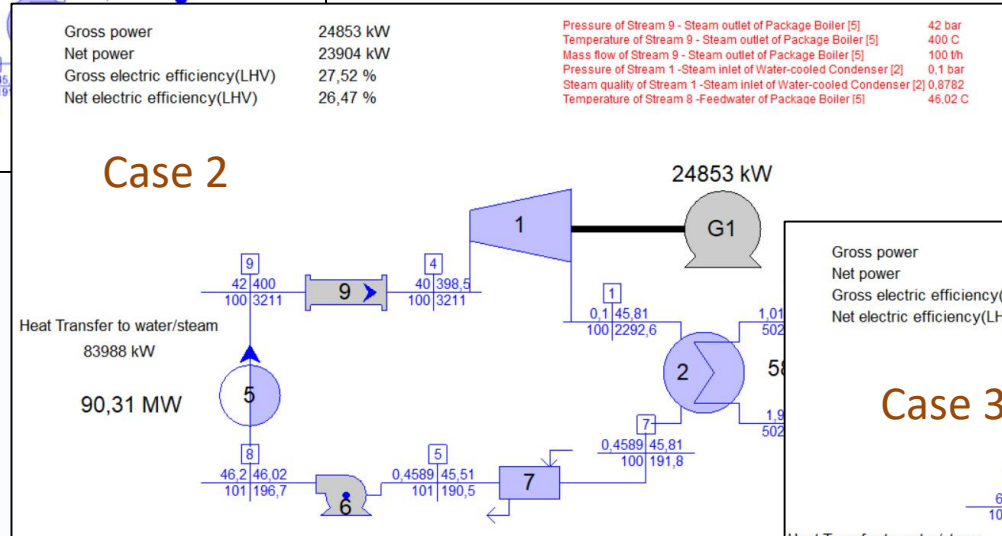 Gross power 24853 kW
Net power 23904 kW
Gross electric efficiency(LHV) 27,52 %
Net electric efficiency(LHV) 26,47 %
Pressure of Stream 9 - Steam outlet of Package Boiler [5] 42 bar
Temperature of Stream 9 - Steam outlet of Package Boiler [5] 400 C
Mass flow of Stream 9 - Steam outlet of Package Boiler [5] 100 t/h
Pressure of Stream 1 -Steam inlet of Water-cooled Condenser [2] 0,1 bar
Steam quality of Stream 1 -Steam inlet of Water-cooled Condenser [2] 0,8782
Temperature of Stream 8 -Feedwater of Package Boiler [5] 46,02 C
Case 2
24853 kW
1
G1
9
42 400
100 3211
9
4
40 398,5
100 3211
1
0,1 45,81
100 2292,6
1,01
502
Heat Transfer to water/steam
83988 kW
90,31 MW
5
2
58
1,9
502
7
0,4589 45,81
100 191,8
8
46,2 46,02
101 196,7
6
5
0,4589 45,51
101 190,5
7
Gross power
Net power
Gross electric efficiency(
Net electric efficiency(LH
Case 3
6
10